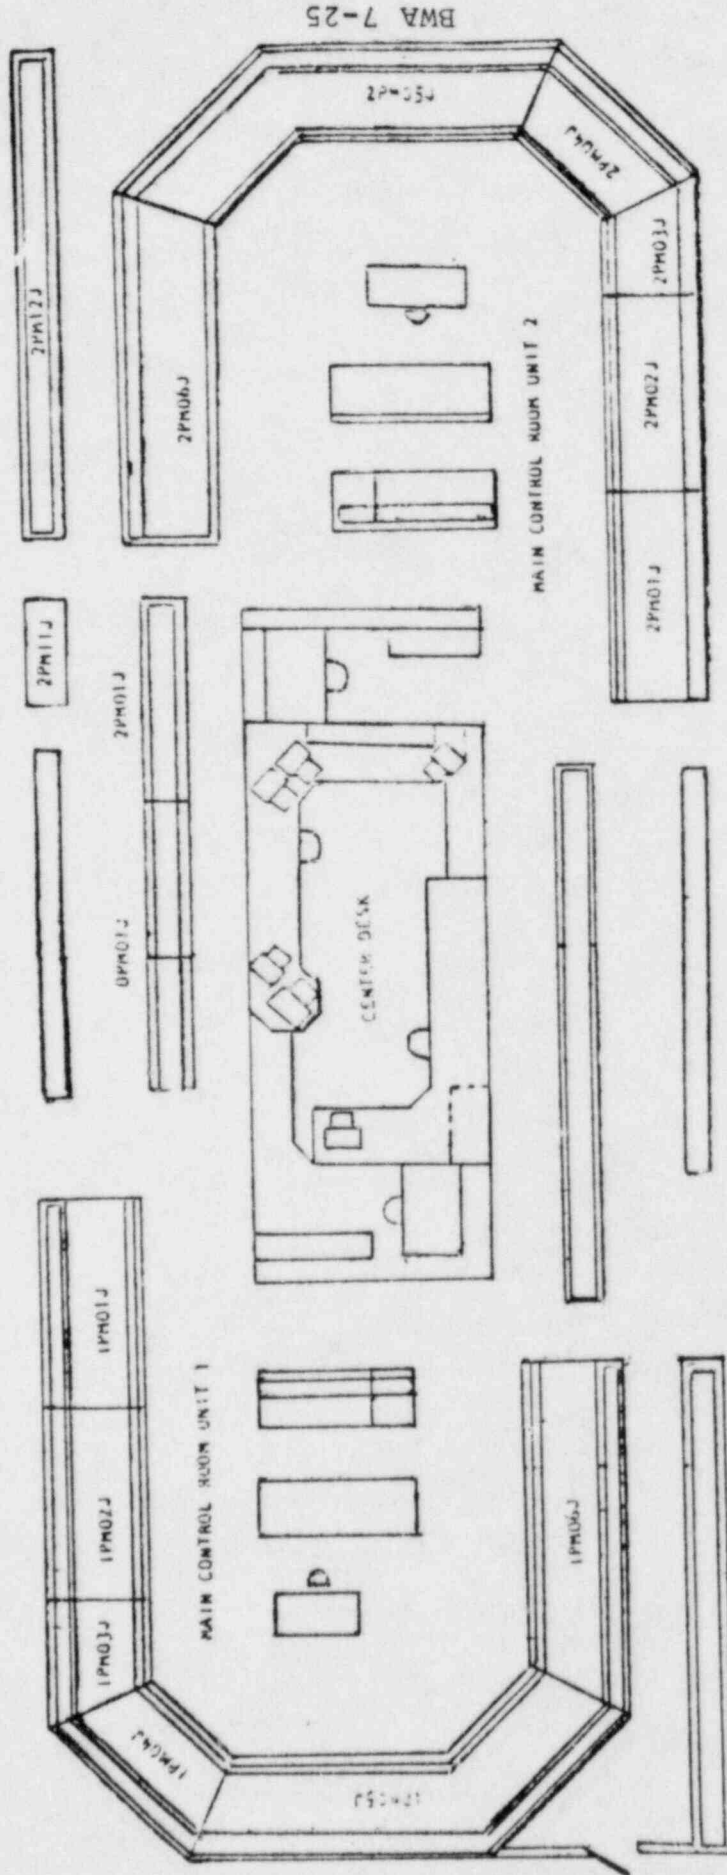 BWA 7-25
2PM12J
2PM11J
2PM06J
2PM05J
2PM04J
2PM03J
2PM02J
2PM01J
MAIN CONTROL ROOM UNIT 2
2PM01J
0PM01J
CENTER DESK
1PM01J
1PM02J
1PM03J
1PM04J
1PM05J
1PM06J
MAIN CONTROL ROOM UNIT 1